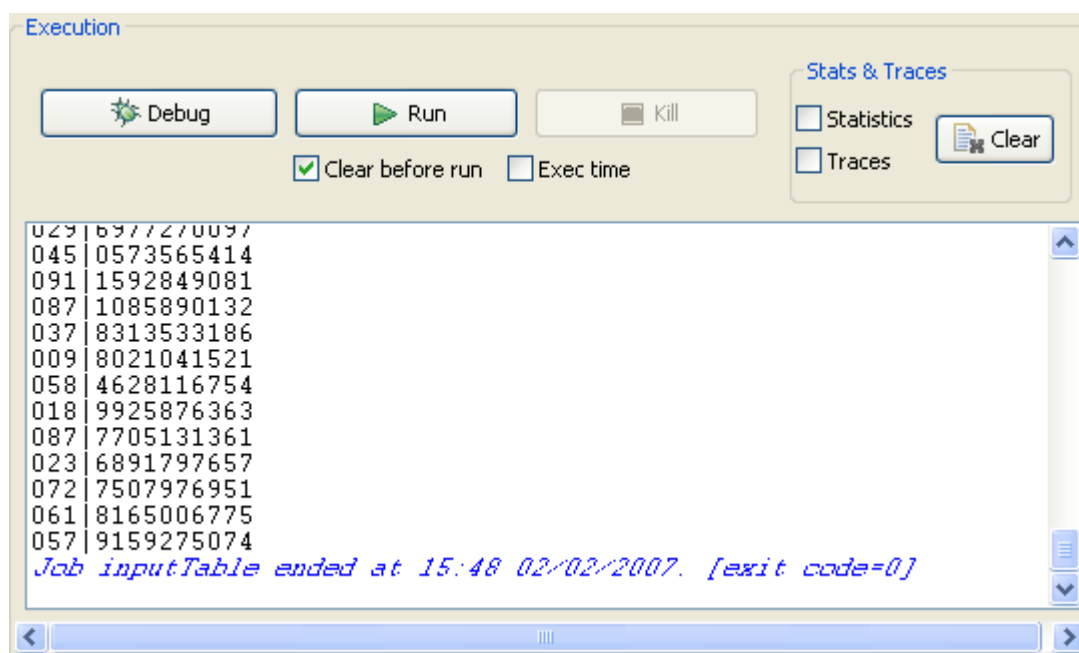 Execution
Stats & Traces
Debug
Run
Kill
Statistics
Clear
Clear before run
Exec time
Traces
029|6977270097
045|0573565414
091|1592849081
087|1085890132
037|8313533186
009|8021041521
058|4628116754
018|9925876363
087|7705131361
023|6891797657
072|7507976951
061|8165006775
057|9159275074
Job inputTable ended at 15:48 02/02/2007. [exit code=0]